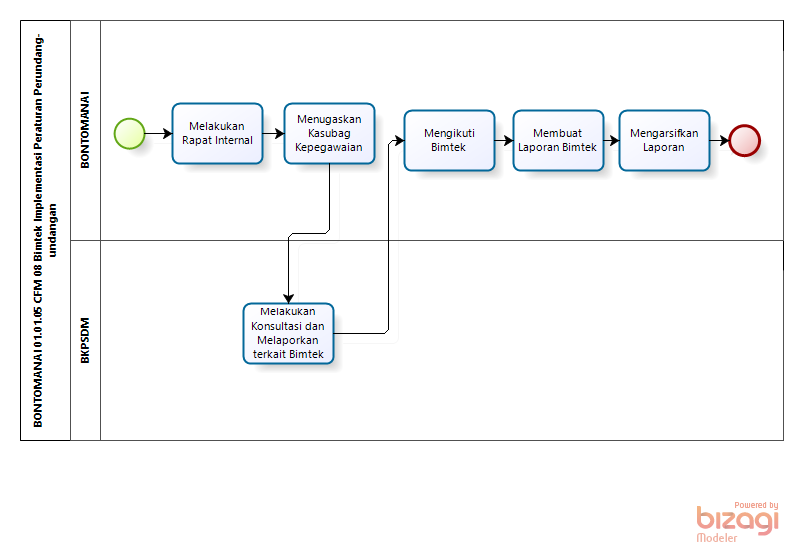 BONTOMANAI 01.01.05 CFM 08 Bimtek Implementasi Peraturan Perundang-
undangan
BONTOMANAI
Melakukan
Rapat Internal
Menugaskan
Kasubag
Kepegawaian
Mengikuti
Bimtek
Membuat
Laporan Bimtek
Mengarsifkan
Laporan
BKPSDM
Melakukan
Konsultasi dan
Melaporkan
terkait Bimtek
Powered by
bizagi
Modeler